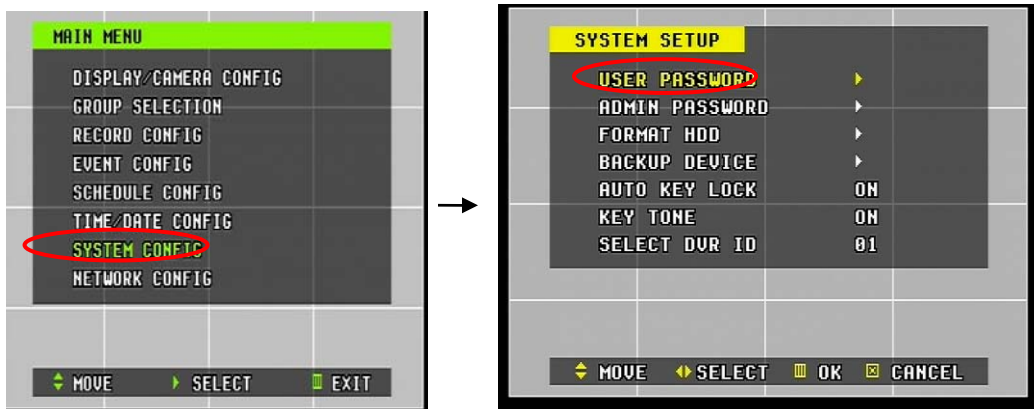 MAIN MENU
DISPLAY/CAMERA CONFIG
GROUP SELECTION
RECORD CONFIG
EVENT CONFIG
SCHEDULE CONFIG
TIME/DATE CONFIG
SYSTEM CONFIG
NETWORK CONFIG
MOVE SELECT EXIT
SYSTEM SETUP
USER PASSWORD
ADMIN PASSWORD
FORMAT HDD
BACKUP DEVICE
AUTO KEY LOCK ON
KEY TONE ON
SELECT DVR ID 01
MOVE SELECT OK CANCEL